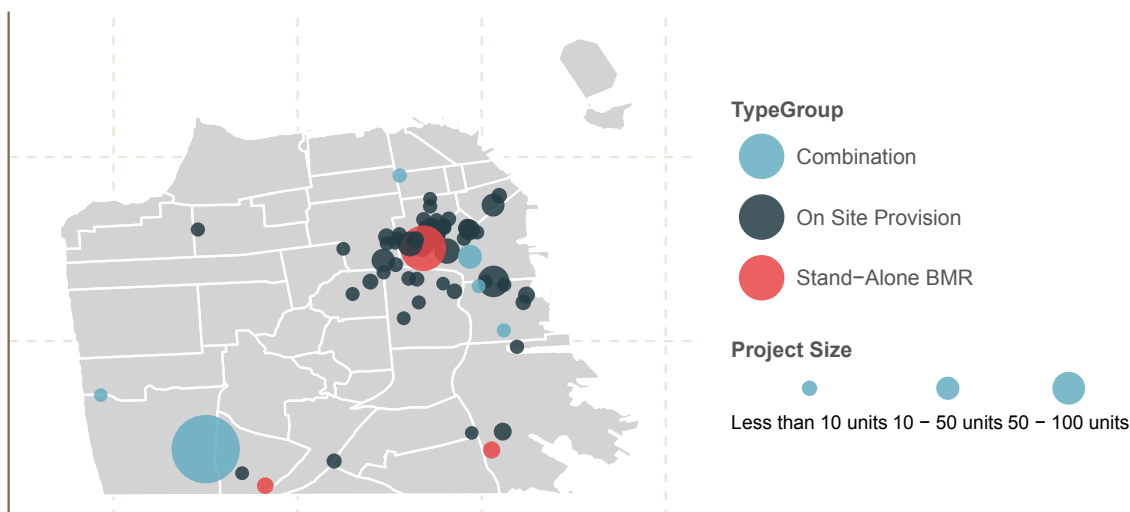 TypeGroup
Combination
On Site Provision
Stand−Alone BMR
Project Size
Less than 10 units 10 − 50 units 50 − 100 units